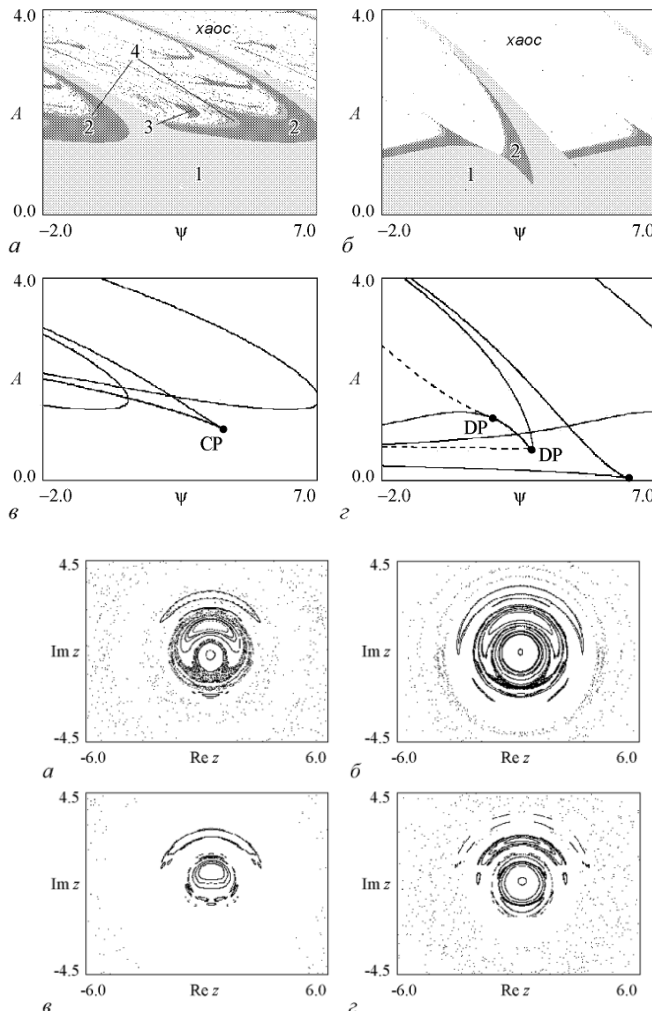 4.0 хаос 4.0 хаос
4
A A
2 3 2 2
1 1
0.0 0.0
а −2.0 ψ 7.0 б −2.0 ψ 7.0
4.0 4.0
A A
CP DP DP
0.0 0.0
в −2.0 ψ 7.0 г −2.0 ψ 7.0
4.5 4.5
Im z Im z
-4.5 -4.5
а -6.0 Re z 6.0 б -6.0 Re z 6.0
4.5 4.5
Im z Im z
-4.5 -4.5
в -6.0 Re z 6.0 г -6.0 Re z 6.0